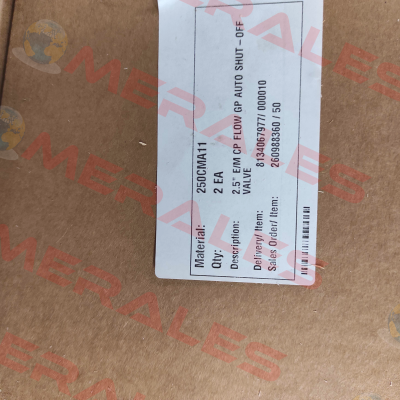 Material: 250CMA11
Qty: 2 EA
Description: 2.5" E/M CP FLOW GP AUTO SHUT-OFF
VALVE
Delivery/ Item: 8134067977/ 000010
Sales Order/ Item: 260988360 / 50
MERALES
MERALES
MERALES